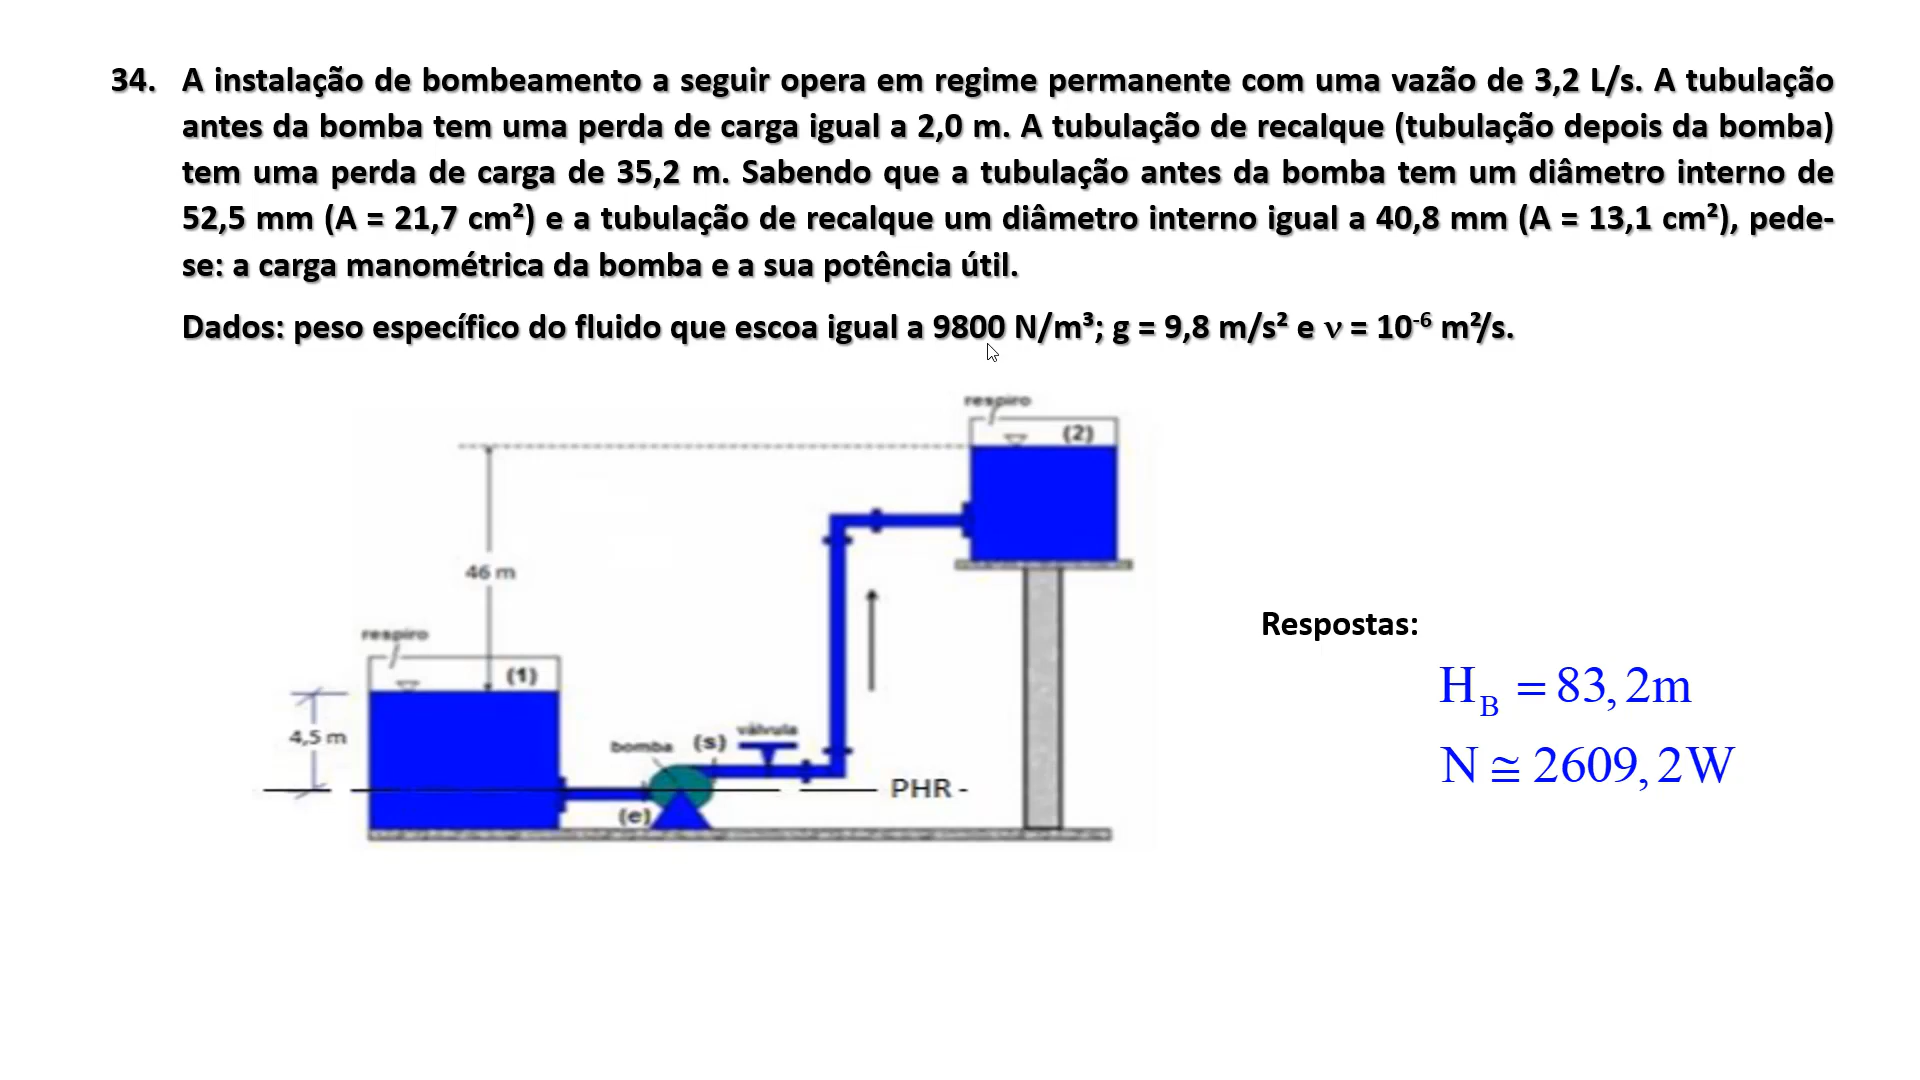 34. A instalação de bombeamento a seguir opera em regime permanente com uma vazão de 3,2 L/s. A tubulação
antes da bomba tem uma perda de carga igual a 2,0 m. A tubulação de recalque (tubulação depois da bomba)
tem uma perda de carga de 35,2 m. Sabendo que a tubulação antes da bomba tem um diâmetro interno de
52,5 mm (A = 21,7 cm²) e a tubulação de recalque um diâmetro interno igual a 40,8 mm (A = 13,1 cm²), pede-
se: a carga manométrica da bomba e a sua potência útil.
Dados: peso específico do fluido que escoa igual a 9800 N/m³; g = 9,8 m/s² e ν = 10⁻⁶ m²/s.
respiro
(2)
46 m
respiro
(1)
4,5 m
bomba (s) válvula
(e)
PHR -
Respostas:
H_B = 83,2m
N ≅ 2609,2W